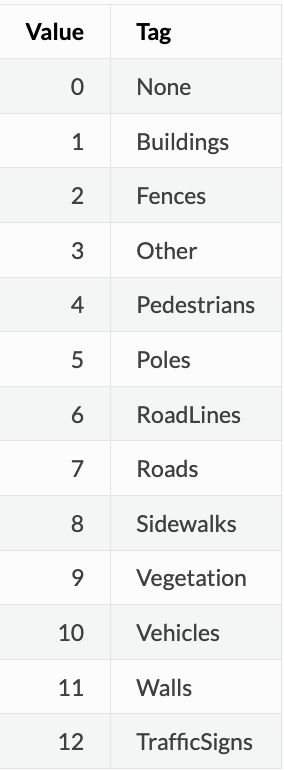 Value Tag
0 None
1 Buildings
2 Fences
3 Other
4 Pedestrians
5 Poles
6 RoadLines
7 Roads
8 Sidewalks
9 Vegetation
10 Vehicles
11 Walls
12 TrafficSigns